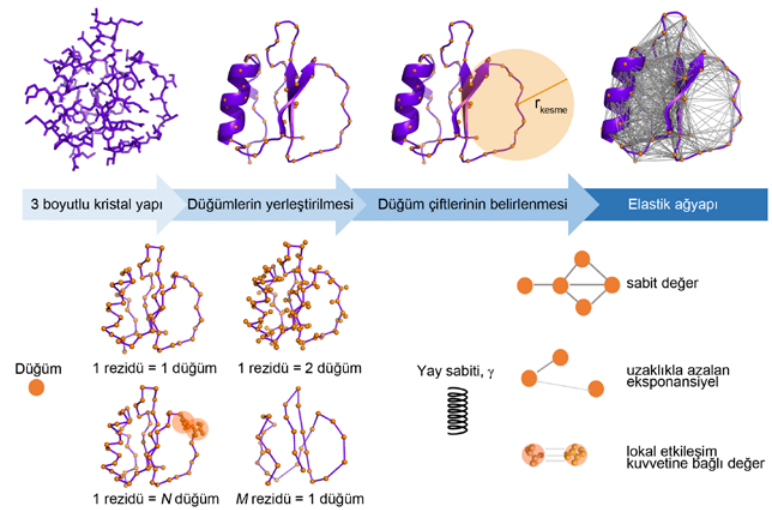 r kesme
3 boyutlu kristal yapı
Düğümlerin yerleştirilmesi
Düğüm çiftlerinin belirlenmesi
Elastik ağyapı
Düğüm
1 rezidü = 1 düğüm
1 rezidü = 2 düğüm
1 rezidü = N düğüm
M rezidü = 1 düğüm
Yay sabiti, γ
sabit değer
uzaklıkla azalan
eksponansiyel
lokal etkileşim
kuvvetine bağlı değer